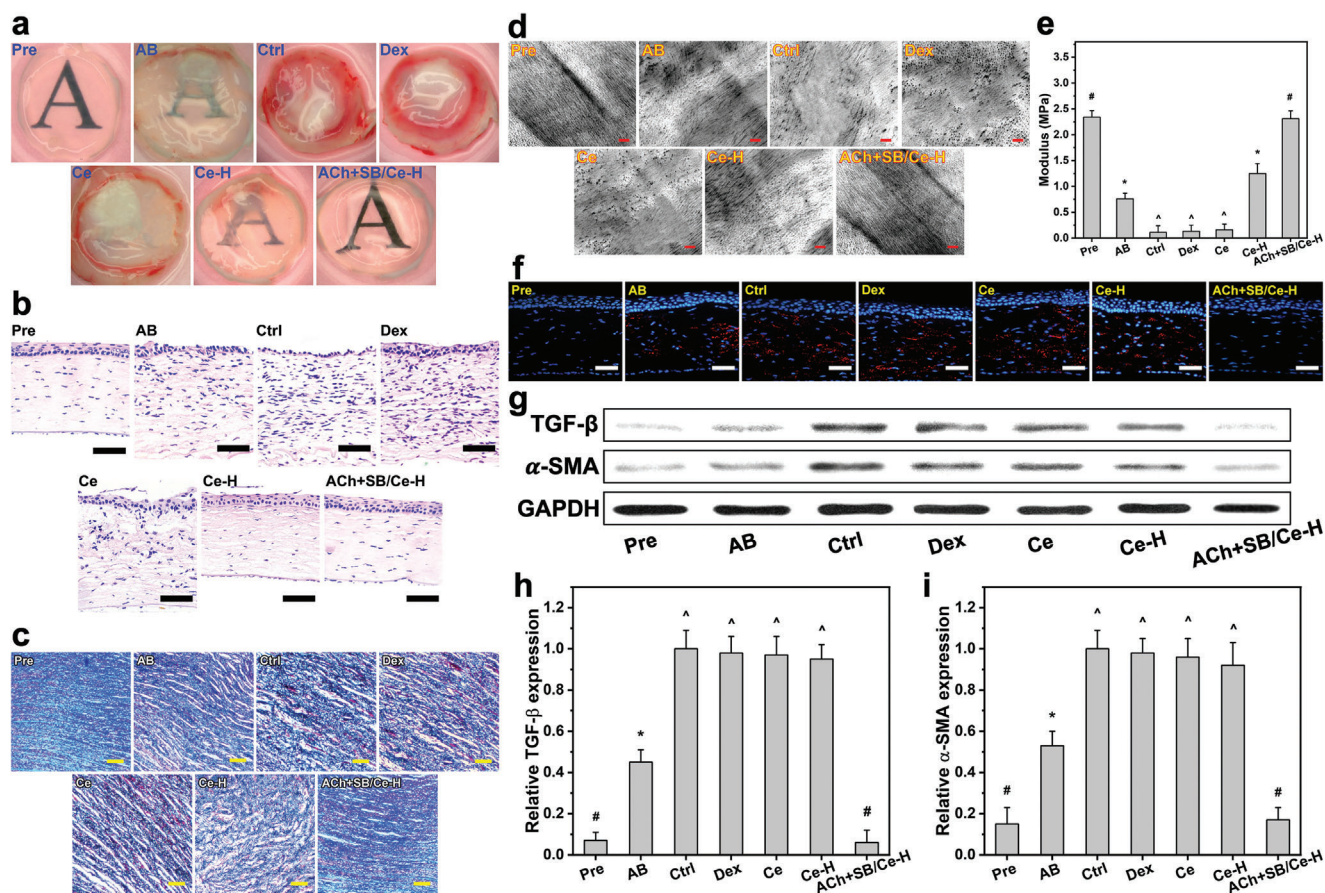 a
Pre AB Ctrl Dex
A A
Ce Ce-H ACh+SB/Ce-H
A A
b
Pre AB Ctrl Dex
Ce Ce-H ACh+SB/Ce-H
c
Pre AB Ctrl Dex
Ce Ce-H ACh+SB/Ce-H
d
Pre AB Ctrl Dex
Ce Ce-H ACh+SB/Ce-H
e
Modulus (MPa)
3.0
2.5
2.0
1.5
1.0
0.5
0.0
# * ^ ^ ^ * #
Pre AB Ctrl Dex Ce Ce-H ACh+SB/Ce-H
f
Pre AB Ctrl Dex Ce Ce-H ACh+SB/Ce-H
g
TGF-β
α-SMA
GAPDH
Pre AB Ctrl Dex Ce Ce-H ACh+SB/Ce-H
h
Relative TGF-β expression
1.2
1.0
0.8
0.6
0.4
0.2
0.0
# * ^ ^ ^ ^ #
Pre AB Ctrl Dex Ce Ce-H ACh+SB/Ce-H
i
Relative α-SMA expression
1.2
1.0
0.8
0.6
0.4
0.2
0.0
# * ^ ^ ^ ^ #
Pre AB Ctrl Dex Ce Ce-H ACh+SB/Ce-H